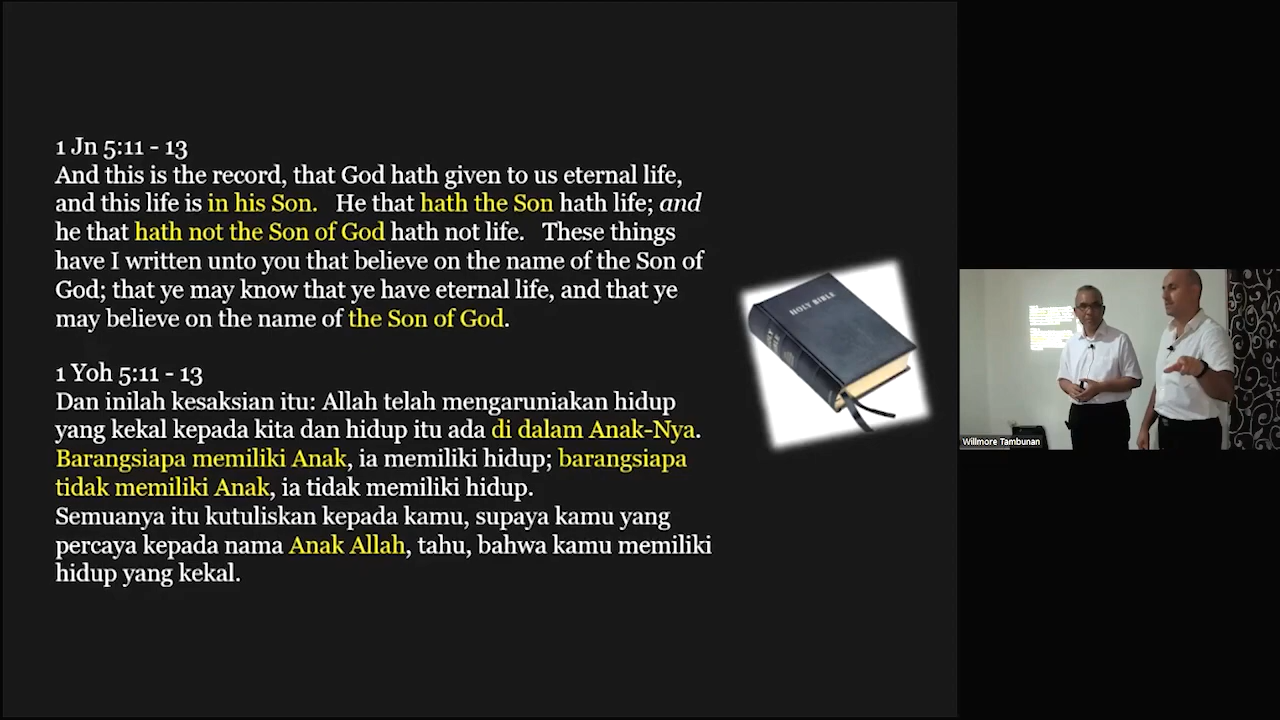 1 Jn 5:11 - 13
And this is the record, that God hath given to us eternal life,
and this life is in his Son. He that hath the Son hath life; and
he that hath not the Son of God hath not life. These things
have I written unto you that believe on the name of the Son of
God; that ye may know that ye have eternal life, and that ye
may believe on the name of the Son of God.
1 Yoh 5:11 - 13
Dan inilah kesaksian itu: Allah telah mengaruniakan hidup
yang kekal kepada kita dan hidup itu ada di dalam Anak-Nya.
Barangsiapa memiliki Anak, ia memiliki hidup; barangsiapa
tidak memiliki Anak, ia tidak memiliki hidup.
Semuanya itu kutuliskan kepada kamu, supaya kamu yang
percaya kepada nama Anak Allah, tahu, bahwa kamu memiliki
hidup yang kekal.
HOLY BIBLE
Willmore Tambunan